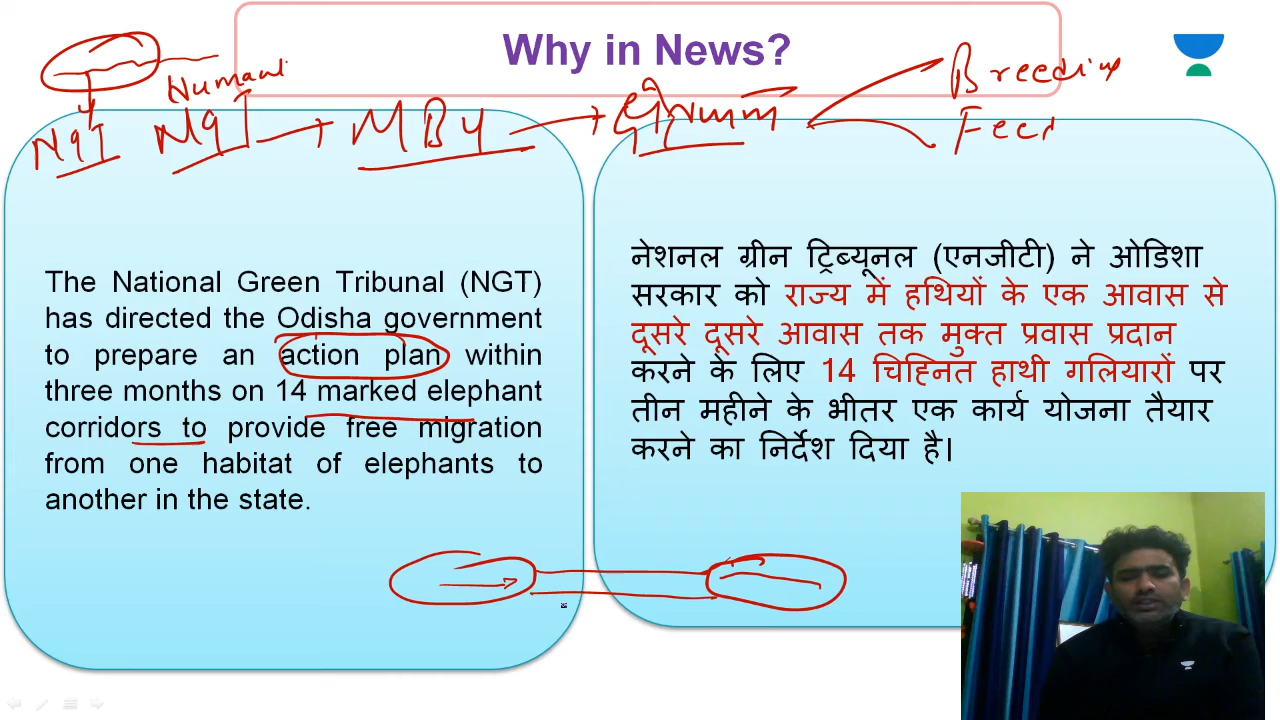 Why in News?
Breeding
NGT NGT MBY
The National Green Tribunal (NGT)
has directed the Odisha government
to prepare an action plan within
three months on 14 marked elephant
corridors to provide free migration
from one habitat of elephants to
another in the state.
नेशनल ग्रीन ट्रिब्यूनल (एनजीटी) ने ओडिशा
सरकार को राज्य में हथियों के एक आवास से
दूसरे दूसरे आवास तक मुक्त प्रवास प्रदान
करने के लिए 14 चिह्नित हाथी गलियारों पर
तीन महीने के भीतर एक कार्य योजना तैयार
करने का निर्देश दिया है।